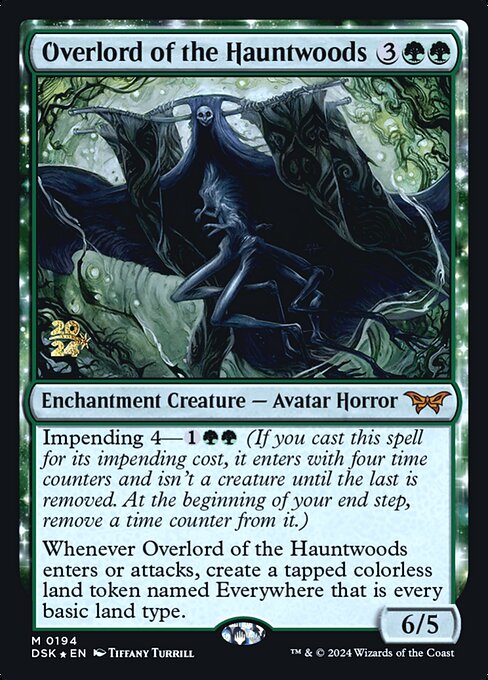 Overlord of the Hauntwoods 3
2024
Enchantment Creature — Avatar Horror
Impending 4—1 (If you cast this spell
for its impending cost, it enters with four time
counters and isn't a creature until the last is
removed. At the beginning of your end step,
remove a time counter from it.)
Whenever Overlord of the Hauntwoods
enters or attacks, create a tapped colorless
land token named Everywhere that is every
basic land type.
6/5
M 0194
DSK ★ EN Tiffany Turrill
™ & © 2024 Wizards of the Coast